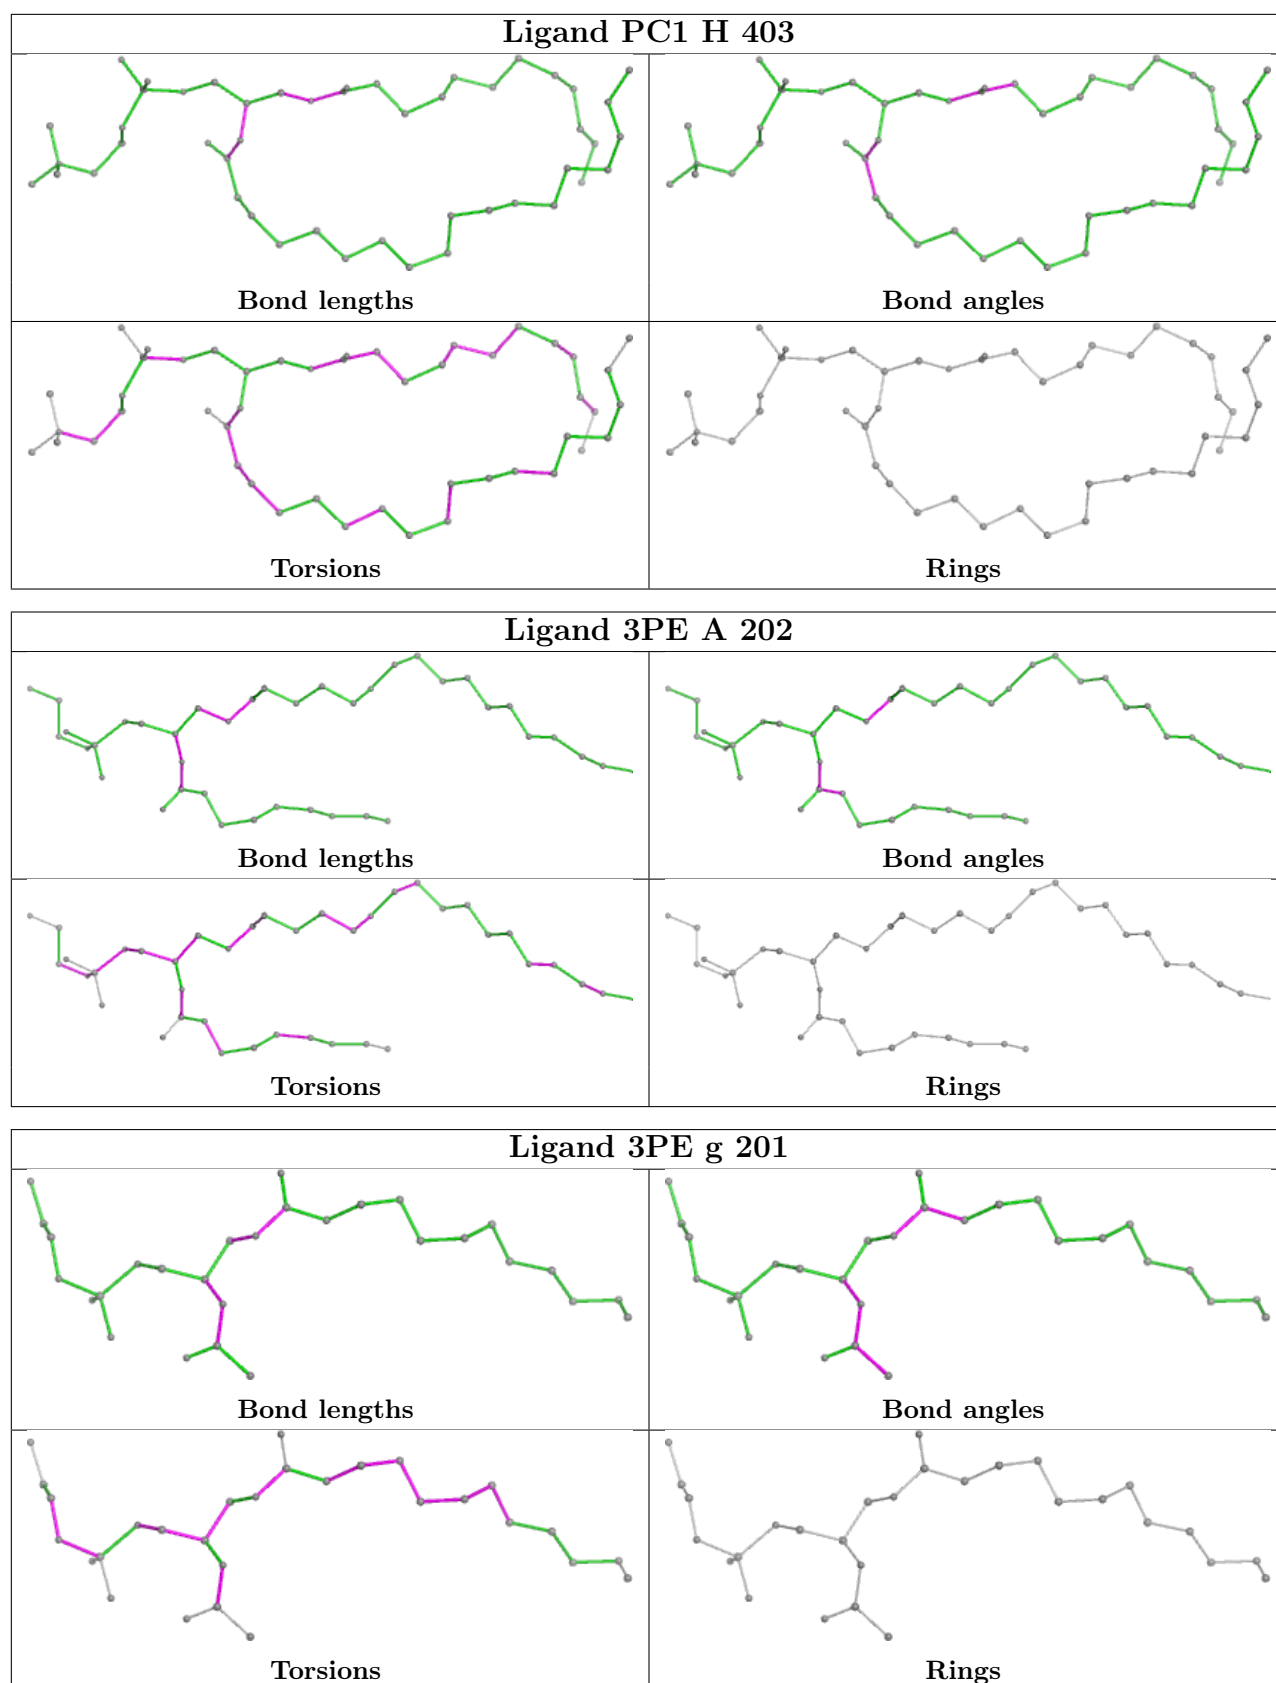 Ligand PC1 H 403
Bond lengths
Bond angles
Torsions
Rings
Ligand 3PE A 202
Bond lengths
Bond angles
Torsions
Rings
Ligand 3PE g 201
Bond lengths
Bond angles
Torsions
Rings